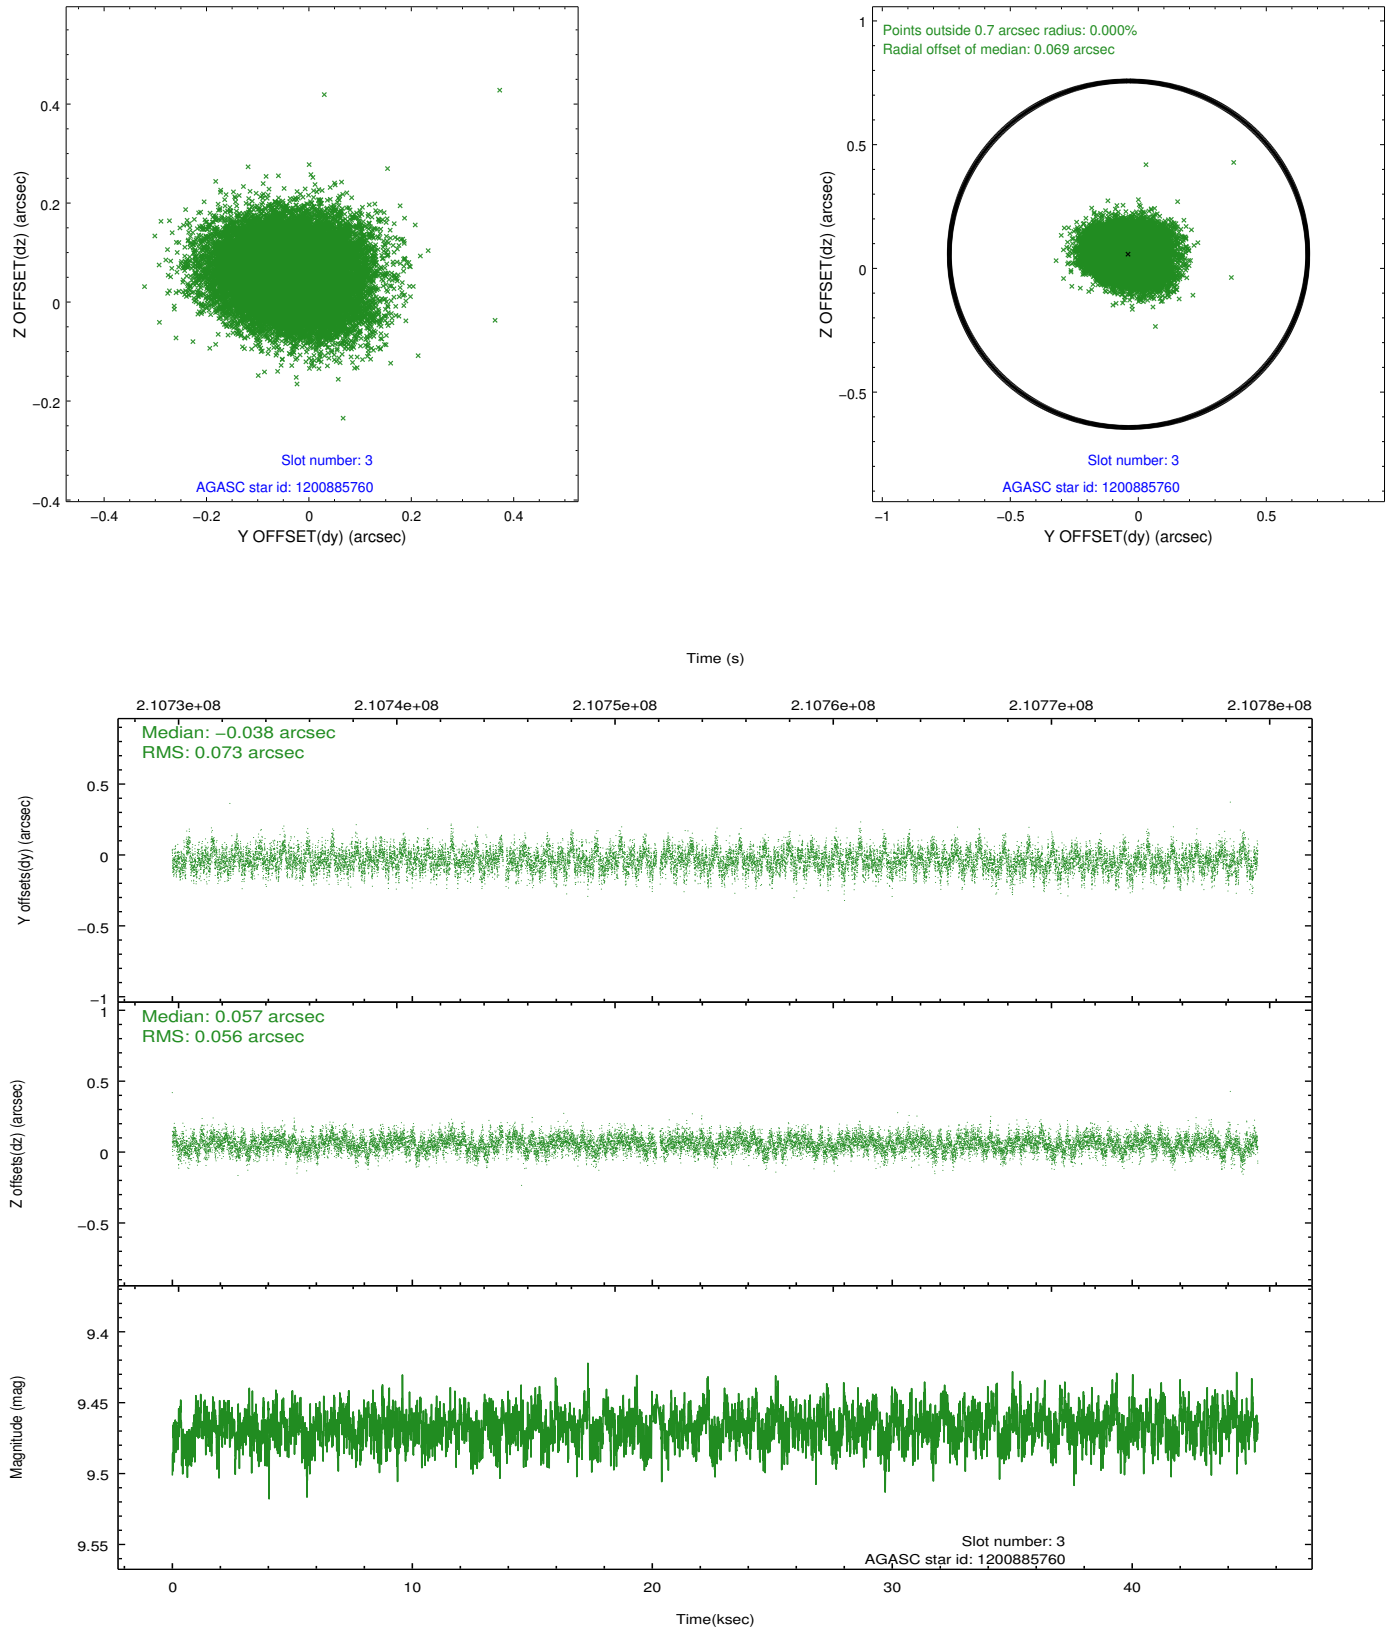 0.4
0.2
0
−0.2
−0.4
Z OFFSET(dz) (arcsec)
Slot number: 3
AGASC star id: 1200885760
−0.4 −0.2 0 0.2 0.4
Y OFFSET(dy) (arcsec)
Points outside 0.7 arcsec radius: 0.000%
Radial offset of median: 0.069 arcsec
1
0.5
0
−0.5
Z OFFSET(dz) (arcsec)
Slot number: 3
AGASC star id: 1200885760
−1 −0.5 0 0.5
Y OFFSET(dy) (arcsec)
Time (s)
2.1073e+08 2.1074e+08 2.1075e+08 2.1076e+08 2.1077e+08 2.1078e+08
Median: −0.038 arcsec
RMS: 0.073 arcsec
0.5
0
−0.5
−1
Y offsets(dy) (arcsec)
Median: 0.057 arcsec
RMS: 0.056 arcsec
1
0.5
0
−0.5
Z offsets(dz) (arcsec)
9.4
9.45
9.5
9.55
Magnitude (mag)
Slot number: 3
AGASC star id: 1200885760
0 10 20 30 40
Time(ksec)